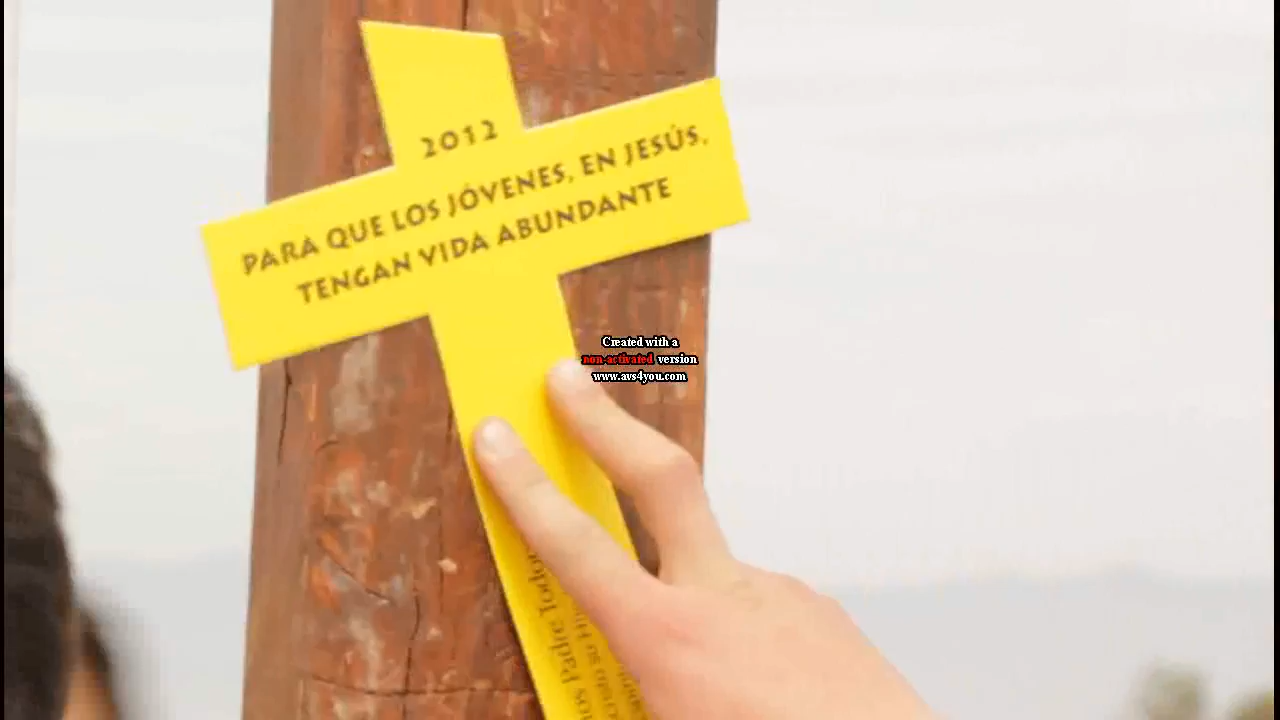 2012
PARA QUE LOS JÓVENES, EN JESÚS,
TENGAN VIDA ABUNDANTE
Created with a
non-activated version
www.avs4you.com
Padre
su